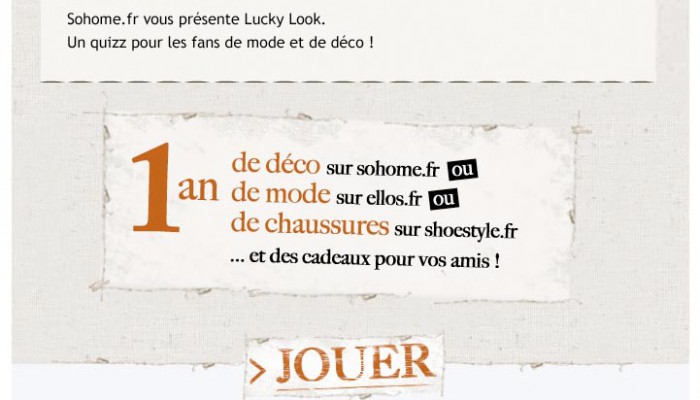 Sohome.fr vous présente Lucky Look.
Un quizz pour les fans de mode et de déco !
1 an
de déco sur sohome.fr ou
de mode sur ellos.fr ou
de chaussures sur shoestyle.fr
... et des cadeaux pour vos amis !
> JOUER